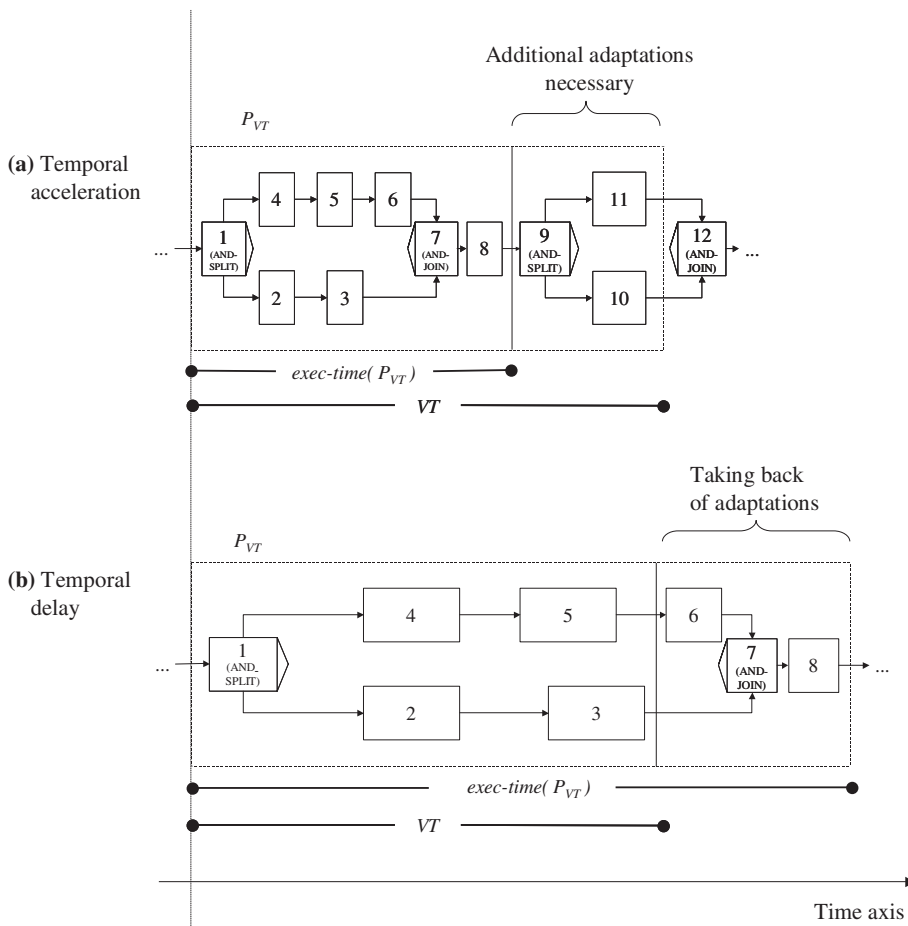 Additional adaptations
necessary
P_VT
(a) Temporal
acceleration
4
5
6
11
...
1
(AND-
SPLIT)
7
(AND-
JOIN)
8
9
(AND-
SPLIT)
12
(AND-
JOIN)
...
2
3
10
exec-time( P_VT )
VT
Taking back
of adaptations
P_VT
(b) Temporal
delay
4
5
6
...
1
(AND_
SPLIT)
7
(AND-
JOIN)
8
...
2
3
exec-time( P_VT )
VT
Time axis